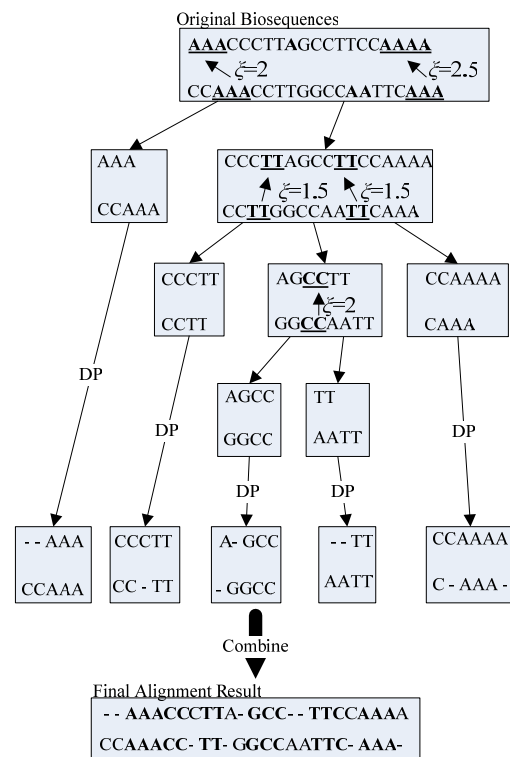 Original Biosequences
AAACCCTTAGCCTTCCAAAA
ξ=2 ξ=2.5
CCAAACCTTGGCCAATTCAAA
AAA
CCAAA
CCCTTAGCCTTCCAAAA
ξ=1.5 ξ=1.5
CCTTGGCCAATTCAAA
CCCTT
CCTT
AGCCTT
ξ=2
GGCCAATT
CCAAAA
CAAA
DP
AGCC
GGCC
TT
AATT
DP
DP
DP
DP
- - AAA
CCAAA
CCCTT
CC - TT
A- GCC
- GGCC
- - TT
AATT
CCAAAA
C - AAA -
Combine
Final Alignment Result
- - AAACCCTTA- GCC- - TTCCAAAA
CCAAACC- TT- GGCCAATTC- AAA-